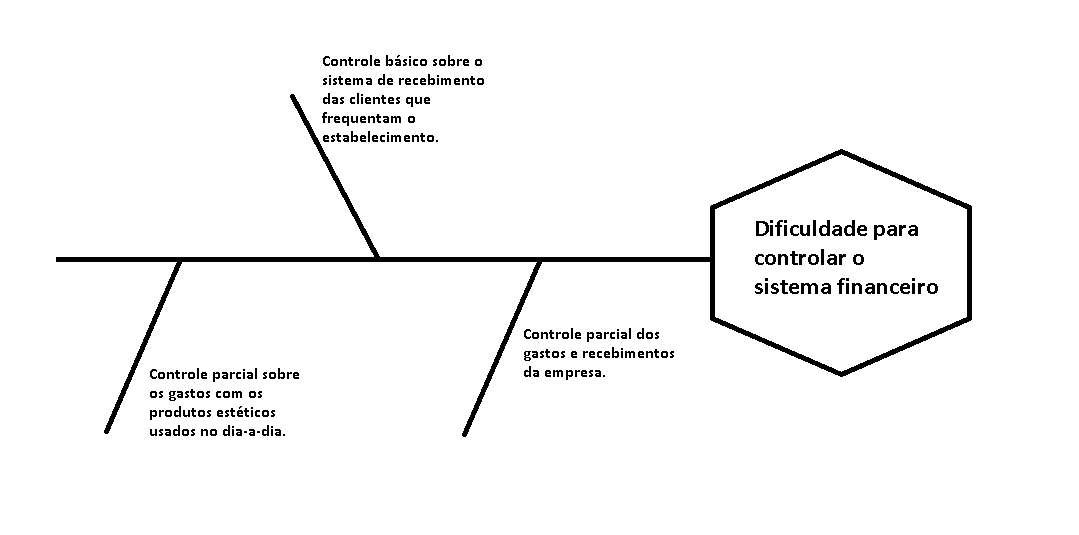 Controle básico sobre o
sistema de recebimento
das clientes que
frequentam o
estabelecimento.
Dificuldade para
controlar o
sistema financeiro
Controle parcial dos
gastos e recebimentos
da empresa.
Controle parcial sobre
os gastos com os
produtos estéticos
usados no dia-a-dia.